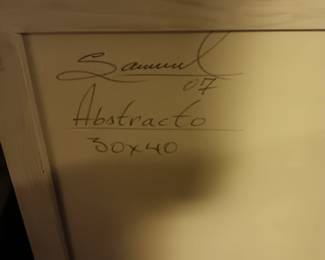 Samuel
07
Abstracto
30x40